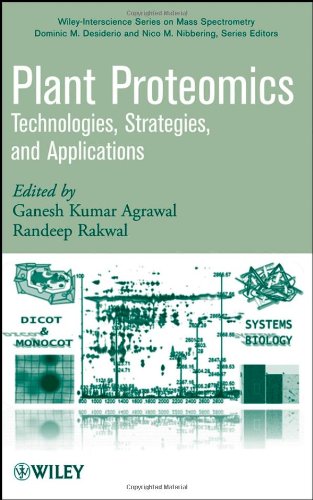 Wiley-Interscience Series on Mass Spectrometry
Dominic M. Desiderio and Nico M. Nibbering, Series Editors
Plant Proteomics
Technologies, Strategies,
and Applications
Edited by
Ganesh Kumar Agrawal
Randeep Rakwal
DICOT
&
MONOCOT
SYSTEMS
BIOLOGY
WILEY